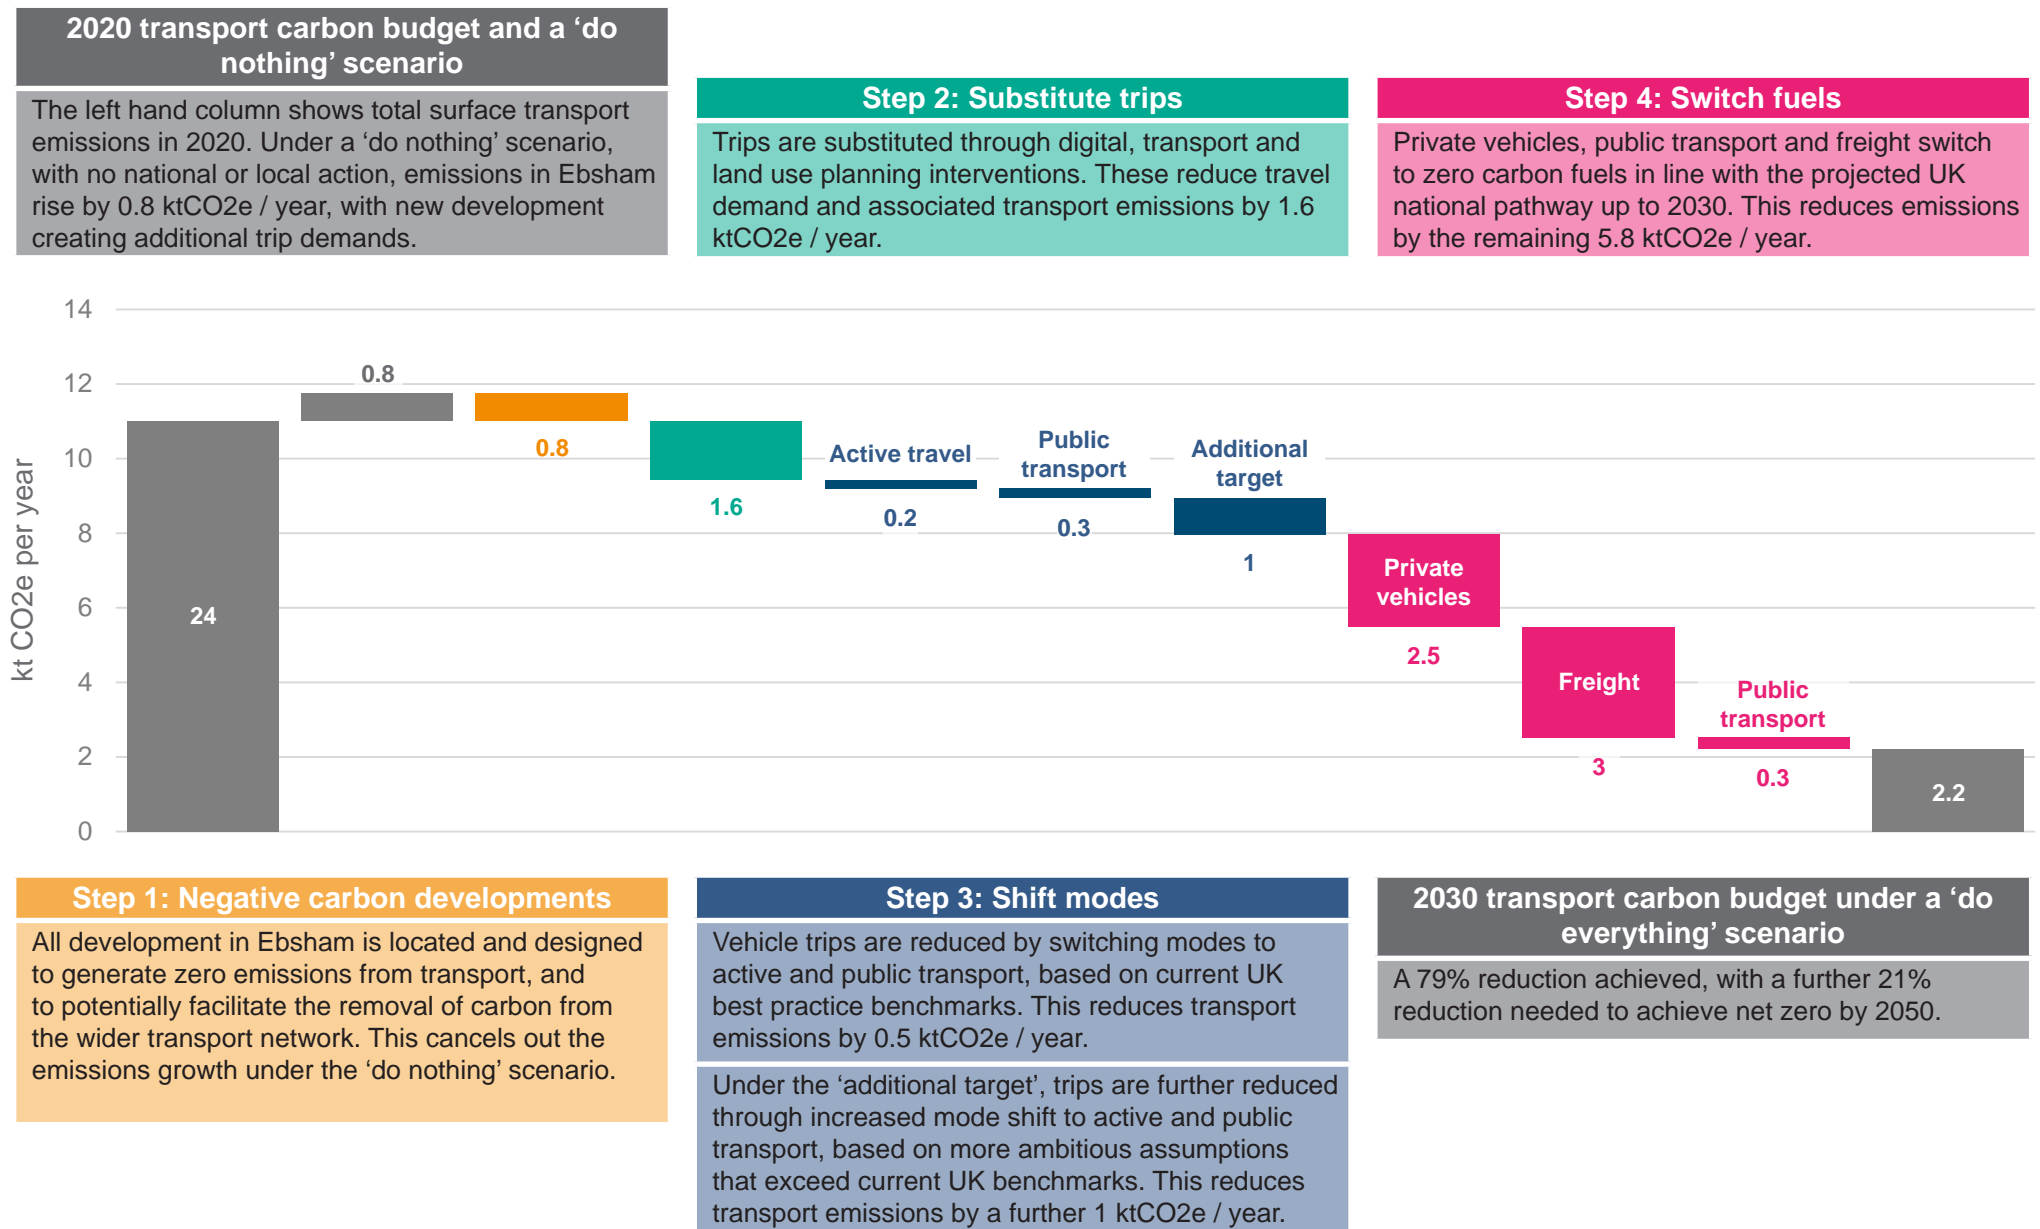 2020 transport carbon budget and a ‘do
nothing’ scenario
The left hand column shows total surface transport
emissions in 2020. Under a ‘do nothing’ scenario,
with no national or local action, emissions in Ebsham
rise by 0.8 ktCO2e / year, with new development
creating additional trip demands.
Step 2: Substitute trips
Trips are substituted through digital, transport and
land use planning interventions. These reduce travel
demand and associated transport emissions by 1.6
ktCO2e / year.
Step 4: Switch fuels
Private vehicles, public transport and freight switch
to zero carbon fuels in line with the projected UK
national pathway up to 2030. This reduces emissions
by the remaining 5.8 ktCO2e / year.
kt CO2e per year
14
12
10
8
6
4
2
0
24
0.8
0.8
1.6
Active travel
0.2
Public
transport
0.3
Additional
target
1
Private
vehicles
2.5
Freight
3
Public
transport
0.3
2.2
Step 1: Negative carbon developments
All development in Ebsham is located and designed
to generate zero emissions from transport, and
to potentially facilitate the removal of carbon from
the wider transport network. This cancels out the
emissions growth under the ‘do nothing’ scenario.
Step 3: Shift modes
Vehicle trips are reduced by switching modes to
active and public transport, based on current UK
best practice benchmarks. This reduces transport
emissions by 0.5 ktCO2e / year.
Under the ‘additional target’, trips are further reduced
through increased mode shift to active and public
transport, based on more ambitious assumptions
that exceed current UK benchmarks. This reduces
transport emissions by a further 1 ktCO2e / year.
2030 transport carbon budget under a ‘do
everything’ scenario
A 79% reduction achieved, with a further 21%
reduction needed to achieve net zero by 2050.